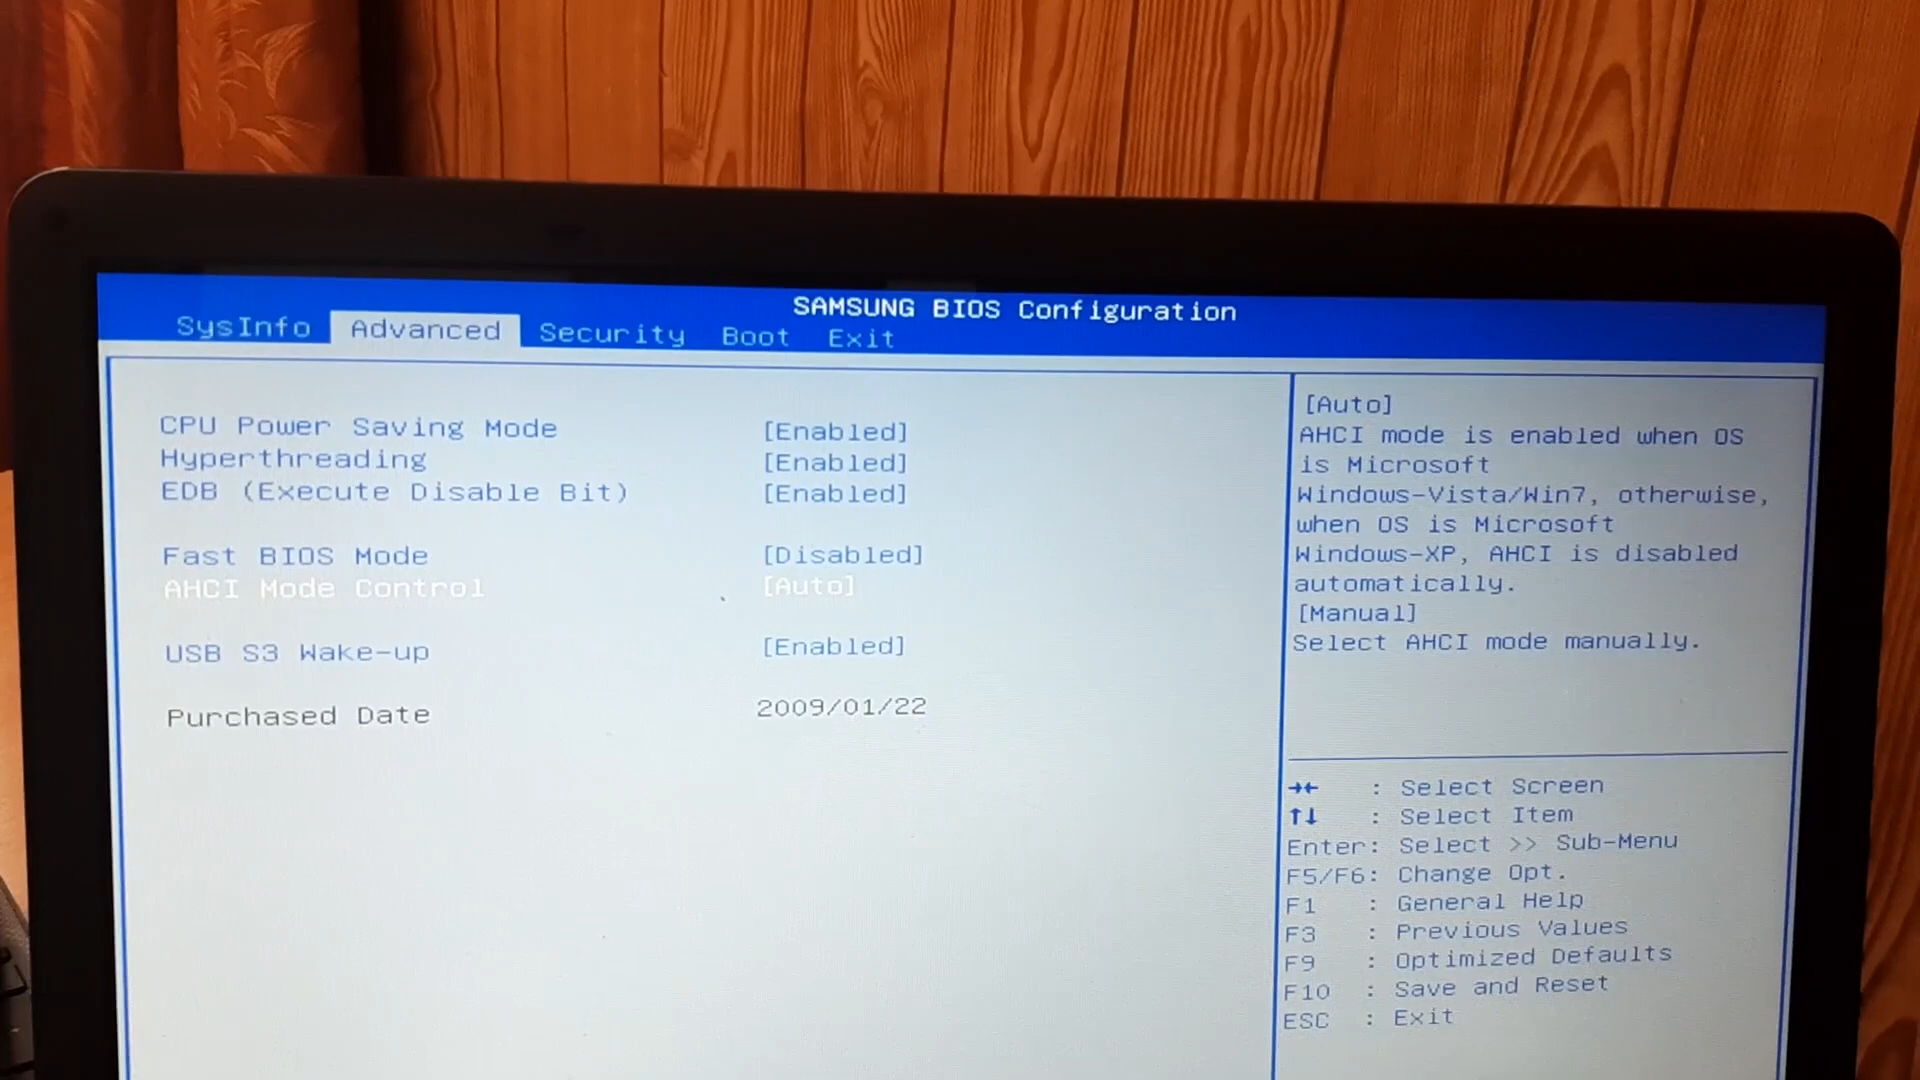 SAMSUNG BIOS Configuration
SysInfo Advanced Security Boot Exit
CPU Power Saving Mode [Enabled]
Hyperthreading [Enabled]
EDB (Execute Disable Bit) [Enabled]
Fast BIOS Mode [Disabled]
AHCI Mode Control [Auto]
USB S3 Wake-up [Enabled]
Purchased Date 2009/01/22
[Auto]
AHCI mode is enabled when OS
is Microsoft
Windows-Vista/Win7, otherwise,
when OS is Microsoft
Windows-XP, AHCI is disabled
automatically.
[Manual]
Select AHCI mode manually.
→← : Select Screen
↑↓ : Select Item
Enter: Select >> Sub-Menu
F5/F6: Change Opt.
F1 : General Help
F3 : Previous Values
F9 : Optimized Defaults
F10 : Save and Reset
ESC : Exit